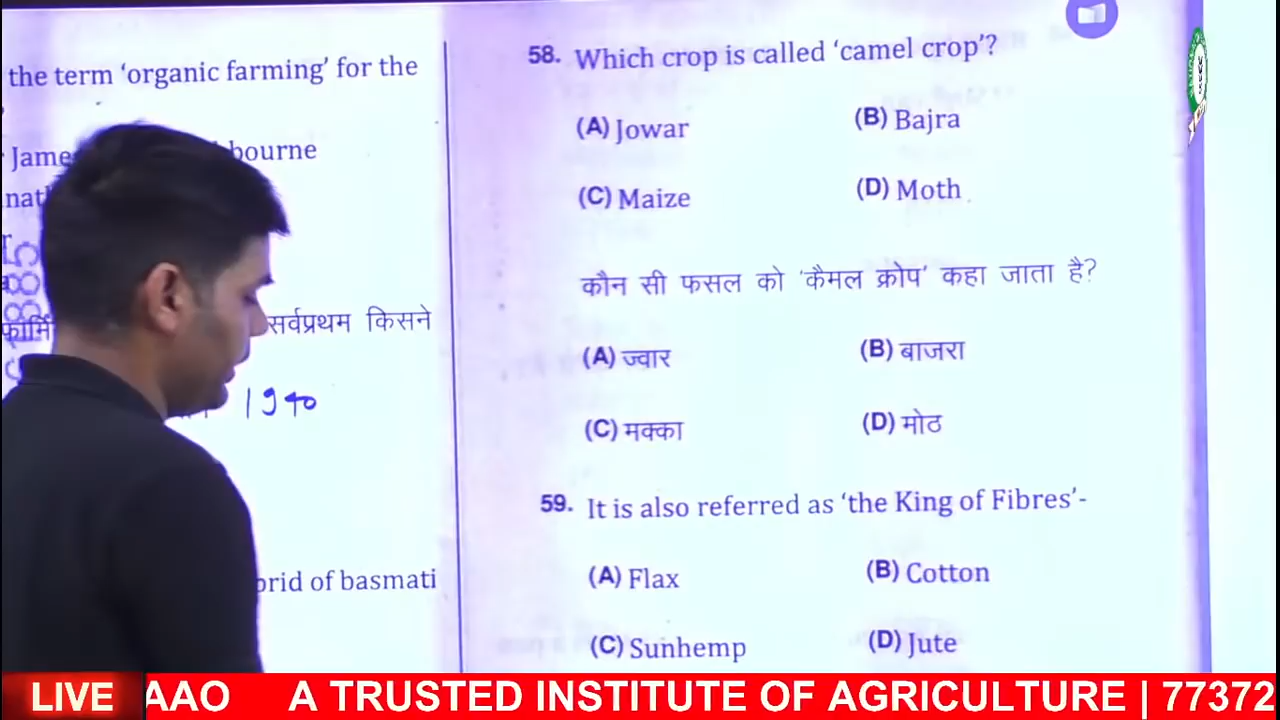 the term ‘organic farming’ for the
bourne
सर्वप्रथम किसने
1940
brid of basmati
58. Which crop is called ‘camel crop’?
(A) Jowar (B) Bajra
(C) Maize (D) Moth
कौन सी फसल को ‘कैमल क्रोप’ कहा जाता है?
(A) ज्वार (B) बाजरा
(C) मक्का (D) मोठ
59. It is also referred as ‘the King of Fibres’-
(A) Flax (B) Cotton
(C) Sunhemp (D) Jute
LIVE AAO A TRUSTED INSTITUTE OF AGRICULTURE | 77372